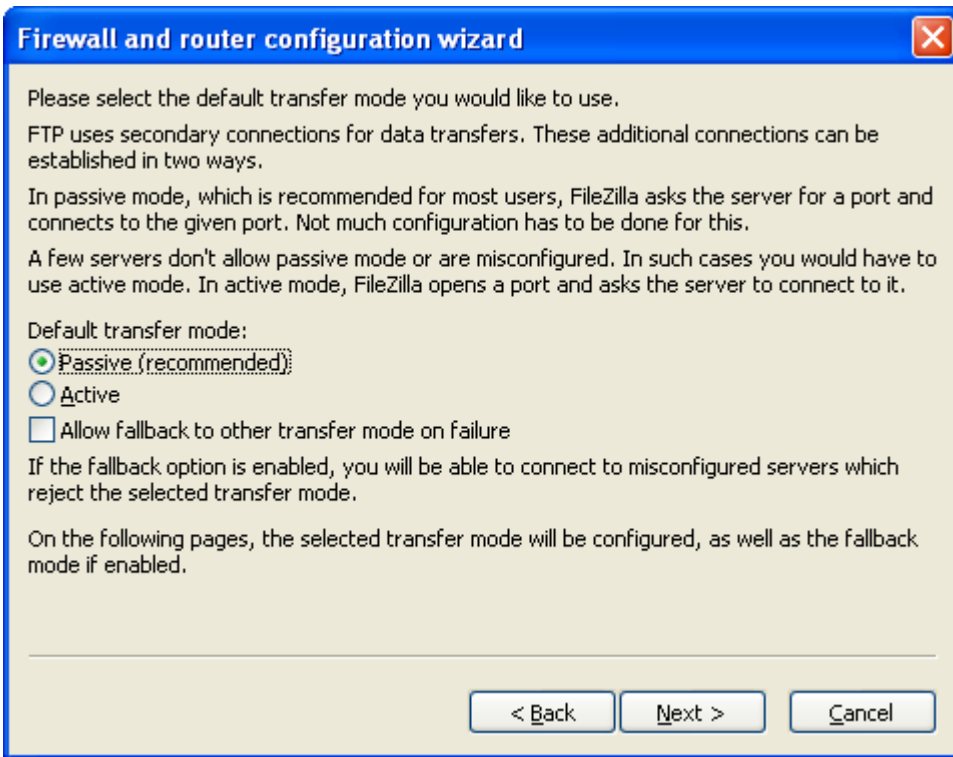 Firewall and router configuration wizard
Please select the default transfer mode you would like to use.
FTP uses secondary connections for data transfers. These additional connections can be
established in two ways.
In passive mode, which is recommended for most users, FileZilla asks the server for a port and
connects to the given port. Not much configuration has to be done for this.
A few servers don't allow passive mode or are misconfigured. In such cases you would have to
use active mode. In active mode, FileZilla opens a port and asks the server to connect to it.
Default transfer mode:
Passive (recommended)
Active
Allow fallback to other transfer mode on failure
If the fallback option is enabled, you will be able to connect to misconfigured servers which
reject the selected transfer mode.
On the following pages, the selected transfer mode will be configured, as well as the fallback
mode if enabled.
< Back
Next >
Cancel